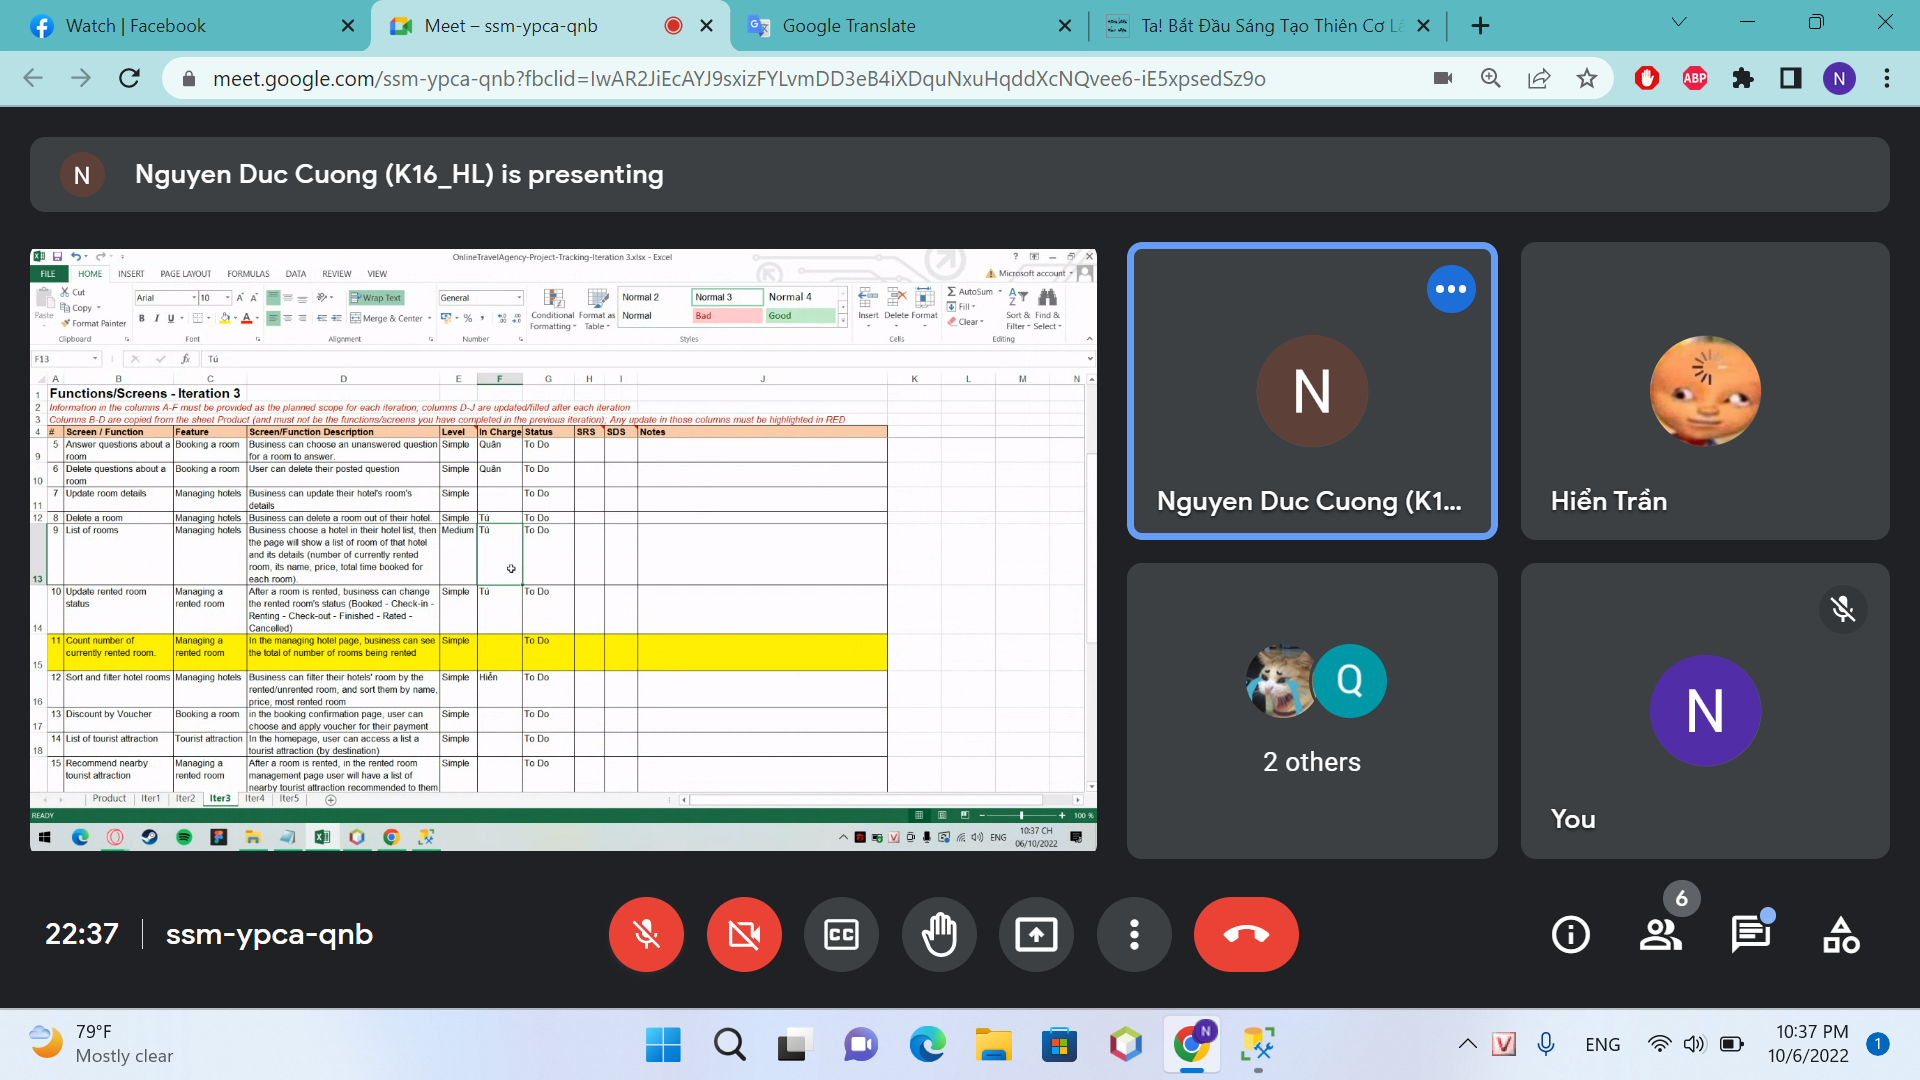 Watch | Facebook
Meet – ssm-ypca-qnb
Google Translate
Ta! Bắt Đầu Sáng Tạo Thiên Cơ Lâ
meet.google.com/ssm-ypca-qnb?fbclid=IwAR2JiEcAYJ9sxizFYLvmDD3eB4iXDquNxuHqddXcNQvee6-iE5xpsedSz9o
ABP
N
N
Nguyen Duc Cuong (K16_HL) is presenting
OnlineTravelAgency-Project-Tracking-Iteration 3.xlsx - Excel
FILE HOME INSERT PAGE LAYOUT FORMULAS DATA REVIEW VIEW
Microsoft account
Paste
Cut
Copy
Format Painter
Clipboard
Arial 10
B I U
Font
Wrap Text
Merge & Center
Alignment
General
Number
Conditional Formatting
Format as Table
Normal 2 Normal 3 Normal 4
Normal Bad Good
Styles
Insert Delete Format
Cells
AutoSum
Fill
Clear
Sort & Filter
Find & Select
Editing
F13 fx Tú
A B C D E F G H I J K L M N
1 Functions/Screens - Iteration 3
2 Information in the columns A-F must be provided as the planned scope for each iteration; columns D-J are updated/filled after each iteration
3 Columns B-D are copied from the sheet Product (and must not be the functions/screens you have completed in the previous iteration). Any update in those columns must be highlighted in RED
4 # Screen / Function Feature Screen/Function Description Level In Charge Status SRS SDS Notes
9 5 Answer questions about a room Booking a room Business can choose an unanswered question for a room to answer. Simple Quân To Do
10 6 Delete questions about a room Booking a room User can delete their posted question Simple Quân To Do
11 7 Update room details Managing hotels Business can update their hotel's room's details Simple To Do
12 8 Delete a room Managing hotels Business can delete a room out of their hotel. Simple Tú To Do
13 9 List of rooms Managing hotels Business choose a hotel in their hotel list, then the page will show a list of room of that hotel and its details (number of currently rented room, its name, price, total time booked for each room). Medium Tú To Do
14 10 Update rented room status Managing a rented room After a room is rented, business can change the rented room's status (Booked - Check-in - Renting - Check-out - Finished - Rated - Cancelled) Simple Tú To Do
15 11 Count number of currently rented room. Managing a rented room In the managing hotel page, business can see the total of number of rooms being rented Simple To Do
16 12 Sort and filter hotel rooms Managing hotels Business can filter their hotels' room by the rented/unrented room, and sort them by name, price, most rented room Simple Hiển To Do
17 13 Discount by Voucher Booking a room in the booking confirmation page, user can choose and apply voucher for their payment Simple To Do
18 14 List of tourist attraction Tourist attraction In the homepage, user can access a list a tourist attraction (by destination) Simple To Do
15 Recommend nearby tourist attraction Managing a rented room After a room is rented, in the rented room management page user will have a list of nearby tourist attraction recommended to them Simple To Do
Product Iter1 Iter2 Iter3 Iter4 Iter5
READY
100 %
ENG
10:37 CH
06/10/2022
N
Nguyen Duc Cuong (K1...
Hiển Trần
Q
2 others
N
You
22:37
ssm-ypca-qnb
CC
6
79°F
Mostly clear
N
V
ENG
10:37 PM
10/6/2022
1